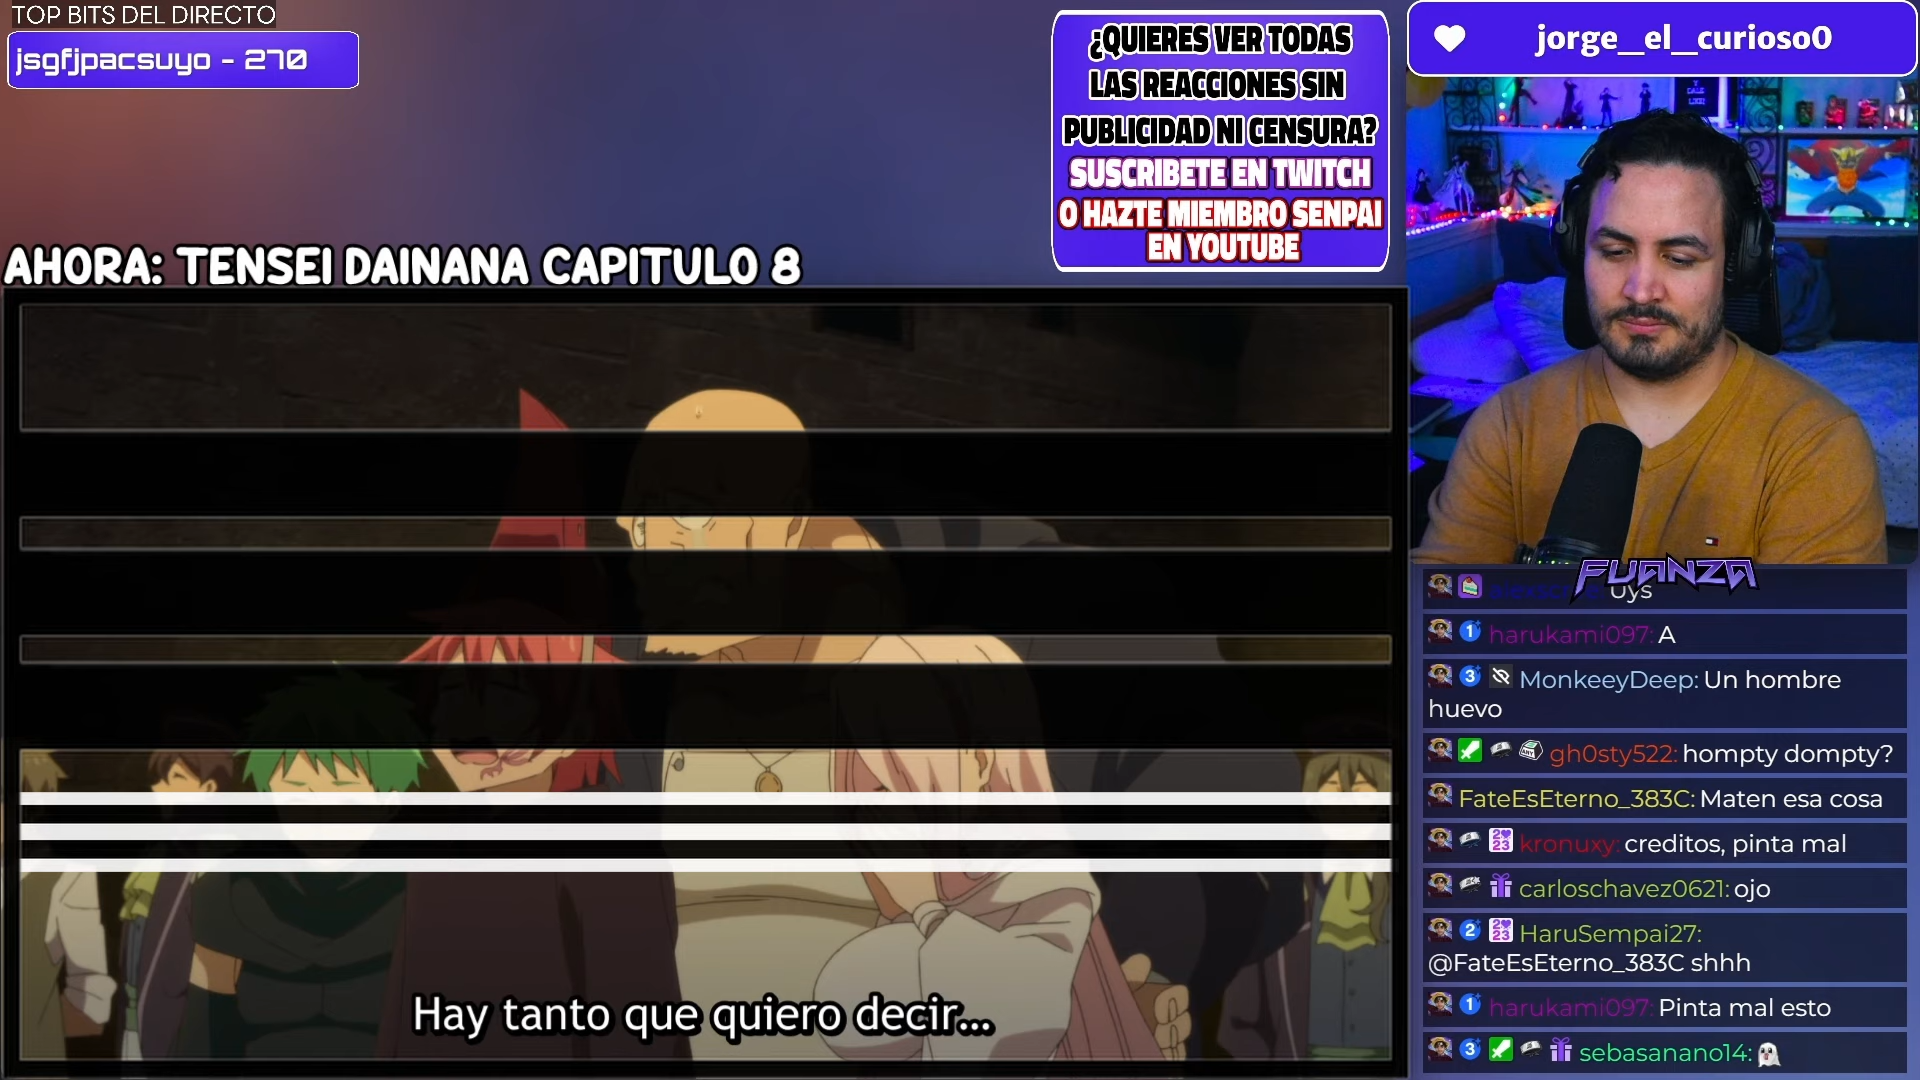 TOP BITS DEL DIRECTO
jsgfjpacsuyo - 270
¿QUIERES VER TODAS
LAS REACCIONES SIN
PUBLICIDAD NI CENSURA?
SUSCRIBETE EN TWITCH
O HAZTE MIEMBRO SENPAI
EN YOUTUBE
jorge_el_curioso0
AHORA: TENSEI DAINANA CAPITULO 8
Hay tanto que quiero decir...
FUANZA
Uys
harukami097: A
MonkeeyDeep: Un hombre
huevo
gh0sty522: hompty dompty?
FateEsEterno_383C: Maten esa cosa
kronuxy: creditos, pinta mal
carloschavez0621: ojo
HaruSempai27:
@FateEsEterno_383C shhh
harukami097: Pinta mal esto
sebasanano14: